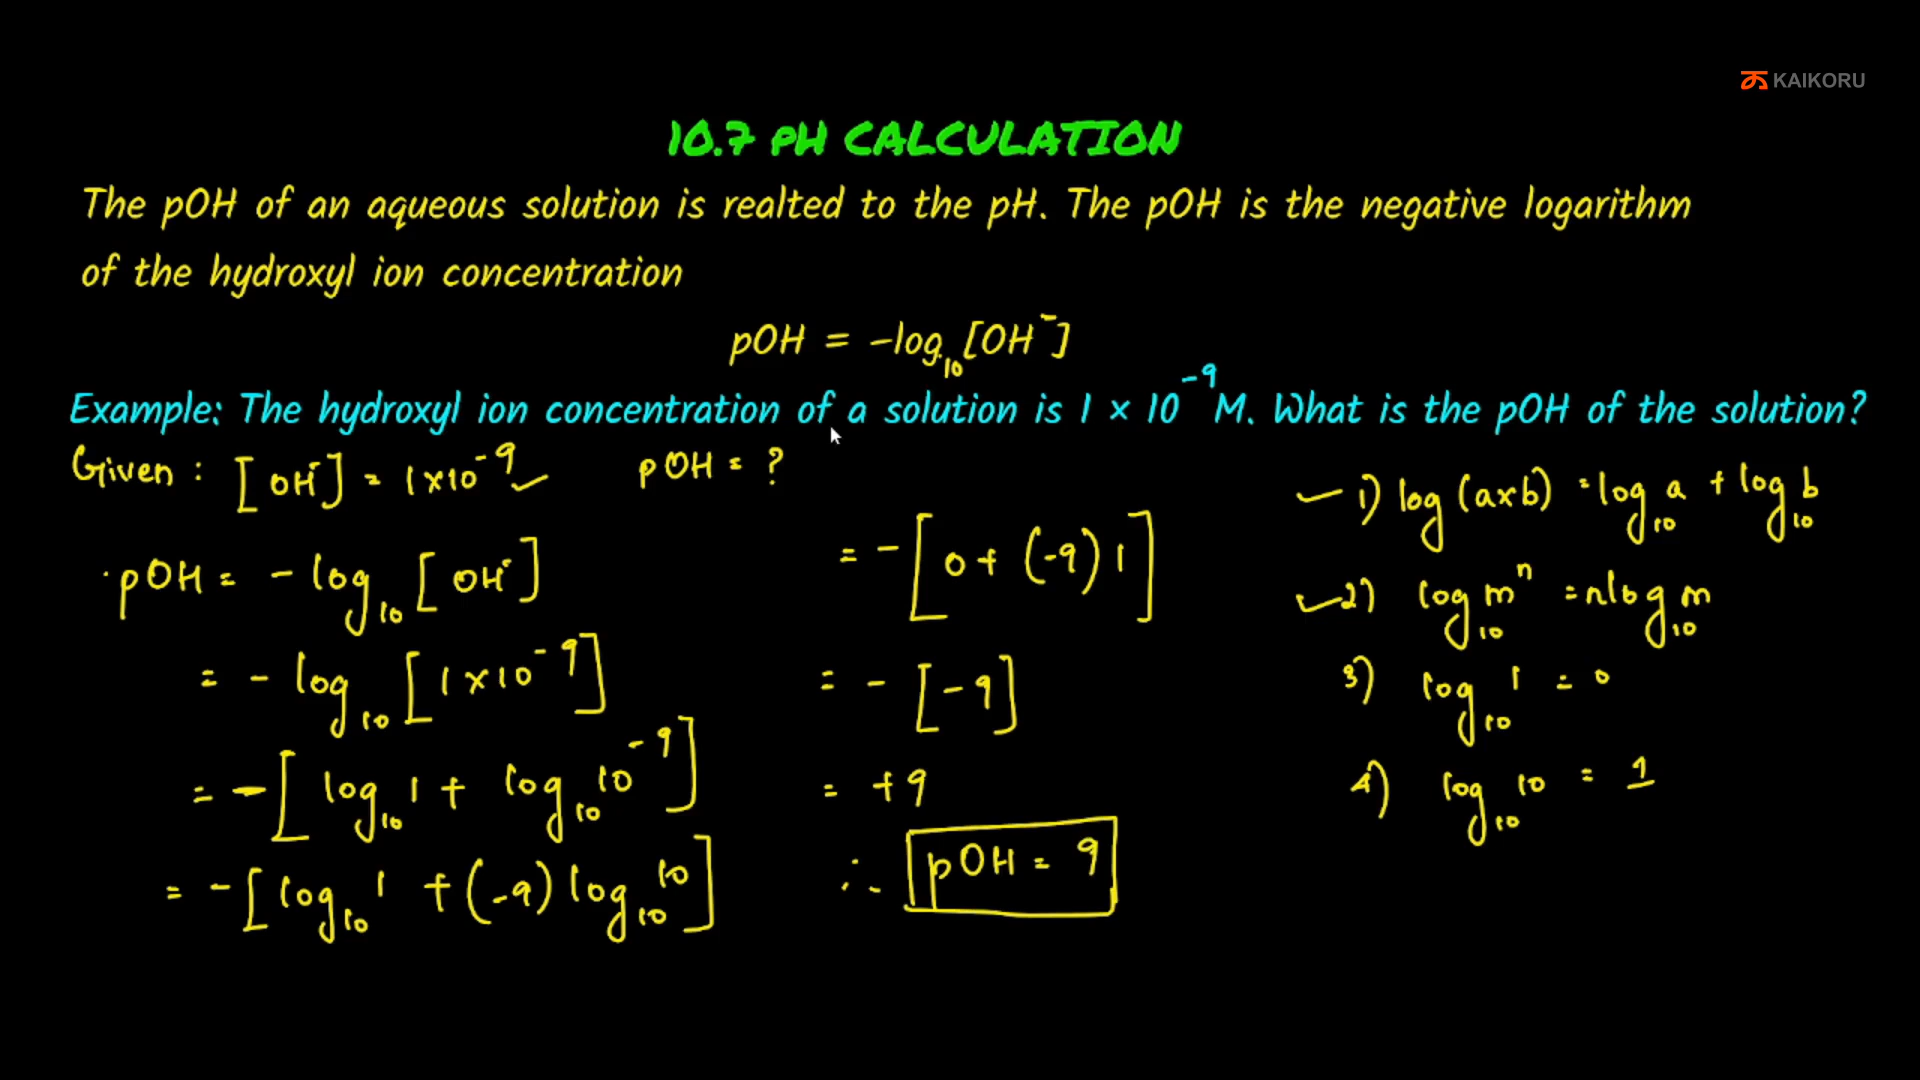 KAIKORU
10.7 pH CALCULATION
The pOH of an aqueous solution is realted to the pH. The pOH is the negative logarithm
of the hydroxyl ion concentration
pOH = -log₁₀[OH⁻]
Example: The hydroxyl ion concentration of a solution is 1 × 10⁻⁹ M. What is the pOH of the solution?
Given : [OH⁻] = 1×10⁻⁹ pOH = ?
pOH = - log₁₀ [OH⁻]
= - log₁₀ [1×10⁻⁹]
= - [log₁₀ 1 + log₁₀ 10⁻⁹]
= - [log₁₀ 1 + (-9) log₁₀ 10]
= - [0 + (-9) 1]
= - [-9]
= +9
∴ pOH = 9
1) log (a×b) = log₁₀ a + log₁₀ b
2) log₁₀ mⁿ = n log₁₀ m
3) log₁₀ 1 = 0
4) log₁₀ 10 = 1